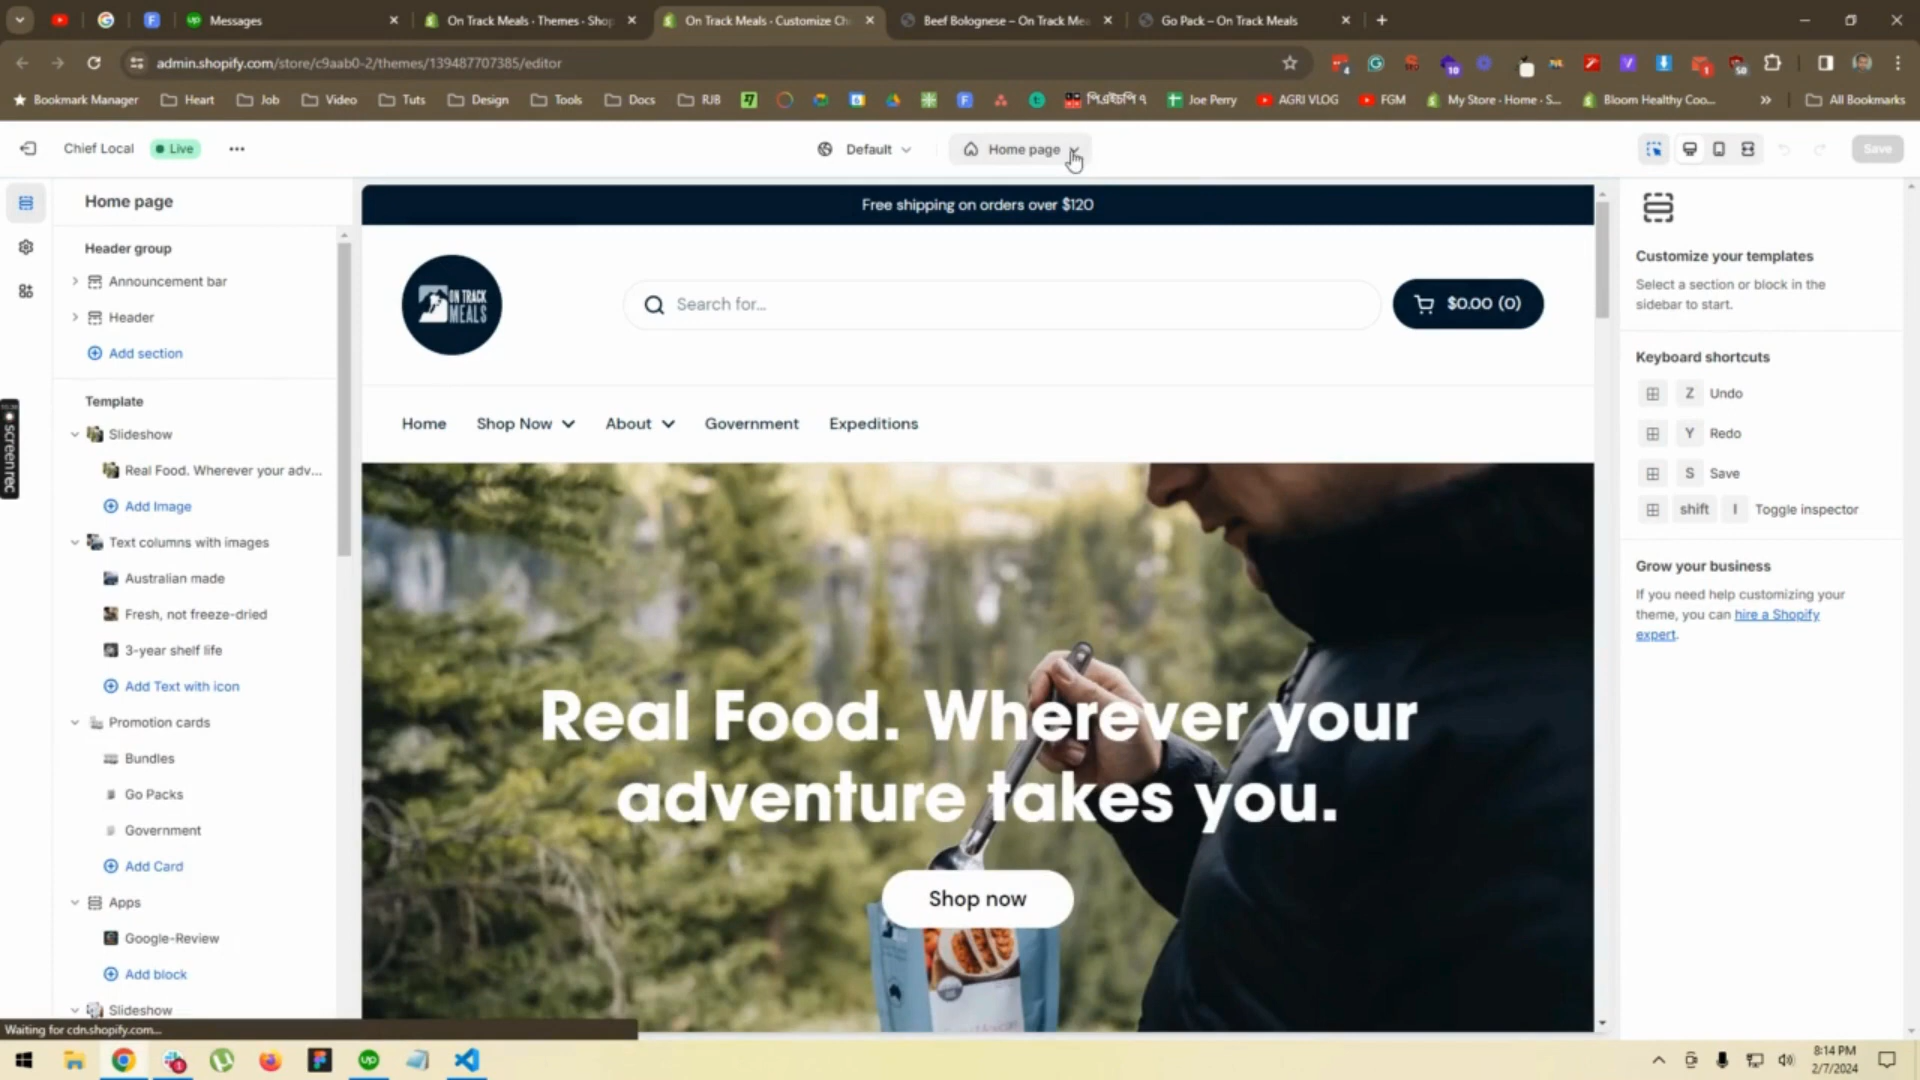 Messages
On Track Meals · Themes · Shop
On Track Meals · Customize Ch
Beef Bolognese – On Track Mea
Go Pack – On Track Meals
admin.shopify.com/store/c9aab0-2/themes/139487707385/editor
Bookmark Manager
Heart
Job
Video
Tuts
Design
Tools
Docs
RJB
Joe Perry
AGRI VLOG
FGM
My Store · Home · S...
Bloom Healthy Coo...
All Bookmarks
Chief Local
Live
Default
Home page
Save
Home page
Header group
Announcement bar
Header
Add section
Template
Slideshow
Real Food. Wherever your adv...
Add Image
Text columns with images
Australian made
Fresh, not freeze-dried
3-year shelf life
Add Text with icon
Promotion cards
Bundles
Go Packs
Government
Add Card
Apps
Google-Review
Add block
Slideshow
Waiting for cdn.shopify.com...
screenrec
Free shipping on orders over $120
ON TRACK
MEALS
Search for...
$0.00 (0)
Home
Shop Now
About
Government
Expeditions
Real Food. Wherever your
adventure takes you.
Shop now
Customize your templates
Select a section or block in the
sidebar to start.
Keyboard shortcuts
Z Undo
Y Redo
S Save
shift I Toggle inspector
Grow your business
If you need help customizing your
theme, you can hire a Shopify
expert.
8:14 PM
2/7/2024